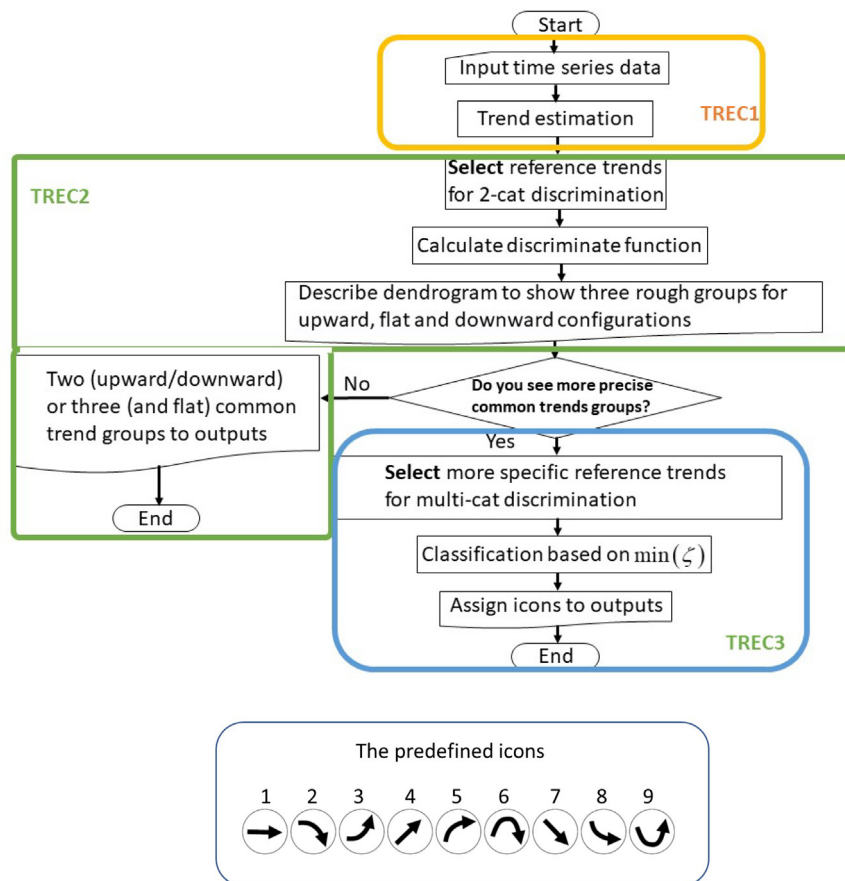 Start
Input time series data
Trend estimation
TREC1
Select reference trends
for 2-cat discrimination
TREC2
Calculate discriminate function
Describe dendrogram to show three rough groups for
upward, flat and downward configurations
Do you see more precise
common trends groups?
No
Two (upward/downward)
or three (and flat) common
trend groups to outputs
End
Yes
Select more specific reference trends
for multi-cat discrimination
Classification based on min(ζ)
Assign icons to outputs
End
TREC3
The predefined icons
1 2 3 4 5 6 7 8 9